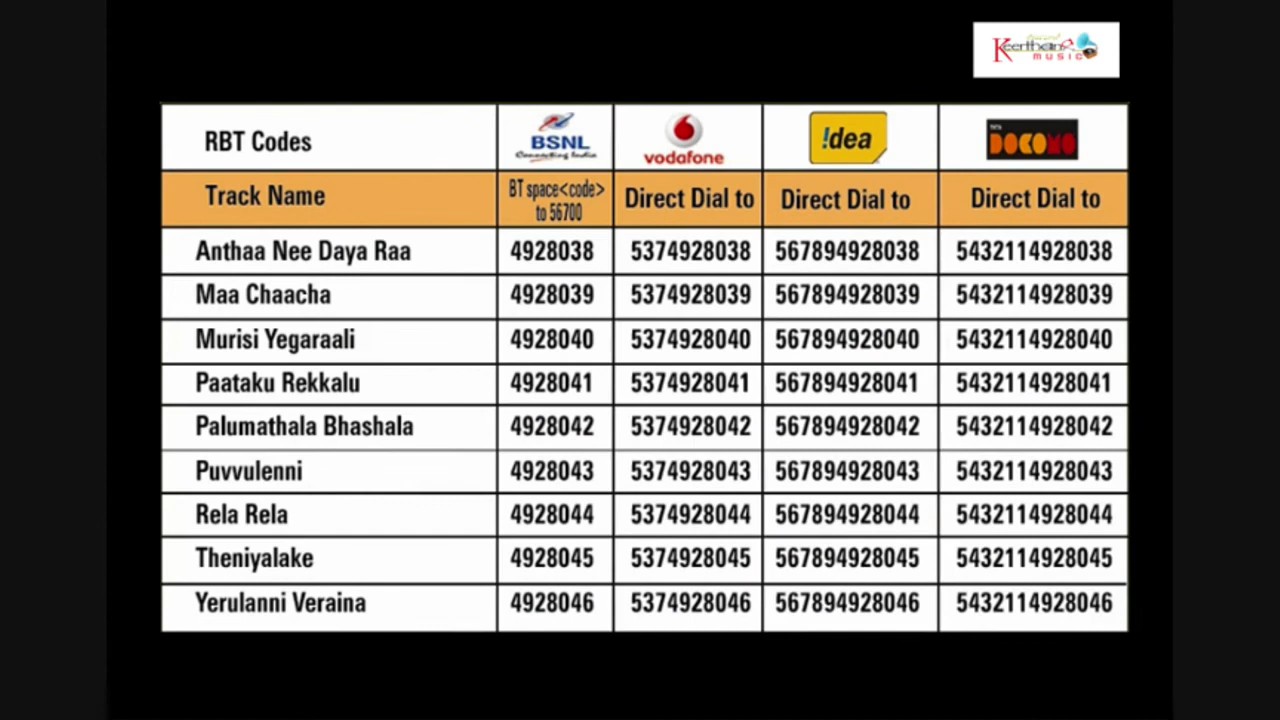 Keerthana
MUSIC
RBT Codes BSNL Connecting India vodafone !dea TATA DOCOMO
Track Name BT space<code> to 56700 Direct Dial to Direct Dial to Direct Dial to
Anthaa Nee Daya Raa 4928038 5374928038 567894928038 5432114928038
Maa Chaacha 4928039 5374928039 567894928039 5432114928039
Murisi Yegaraali 4928040 5374928040 567894928040 5432114928040
Paataku Rekkalu 4928041 5374928041 567894928041 5432114928041
Palumathala Bhashala 4928042 5374928042 567894928042 5432114928042
Puvvulenni 4928043 5374928043 567894928043 5432114928043
Rela Rela 4928044 5374928044 567894928044 5432114928044
Theniyalake 4928045 5374928045 567894928045 5432114928045
Yerulanni Veraina 4928046 5374928046 567894928046 5432114928046